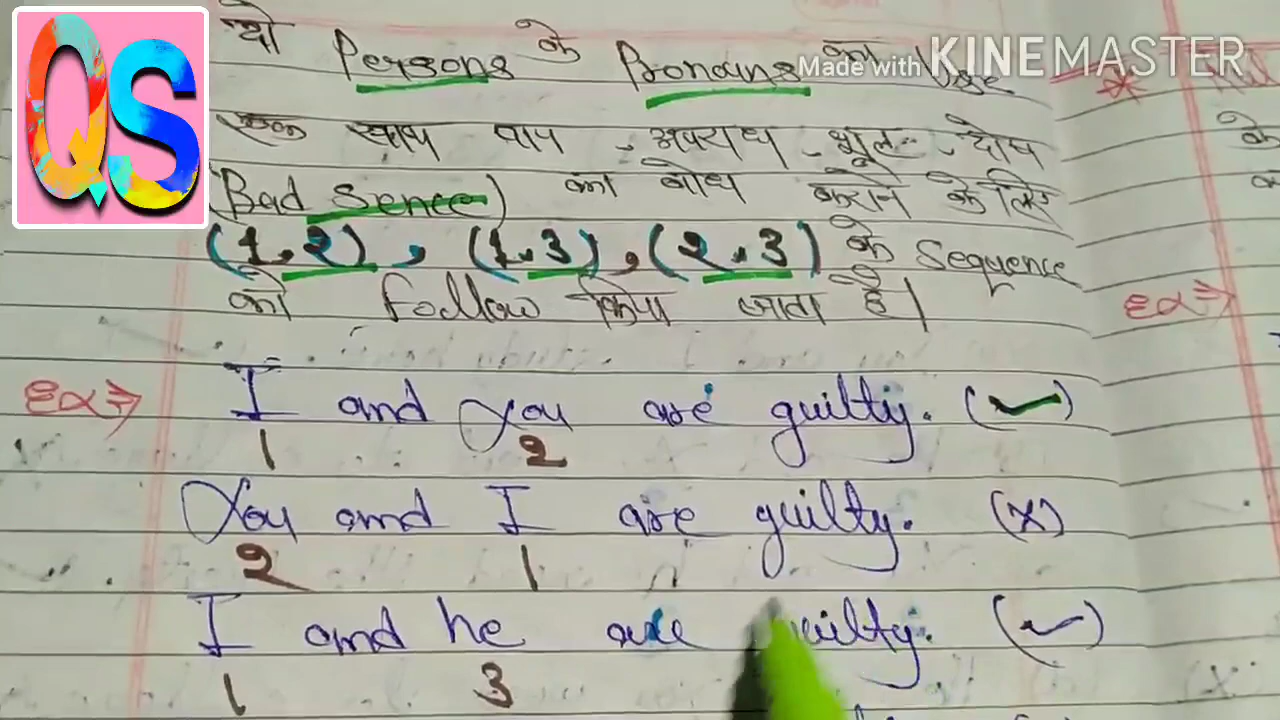 QS
दो Persons के Pronouns का Use
Made with KINEMASTER
एक साथ पाप - अपराध - भूल - दोष
(Bad sence) का बोध कराने के लिए
(1,2), (1,3), (2,3) के Sequence
को Follow किया जाता है।
Ex⇒ I and You are guilty. (✓)
1 2
You and I are guilty. (x)
2 1
I and he are guilty. (✓)
1 3
के
Ex⇒